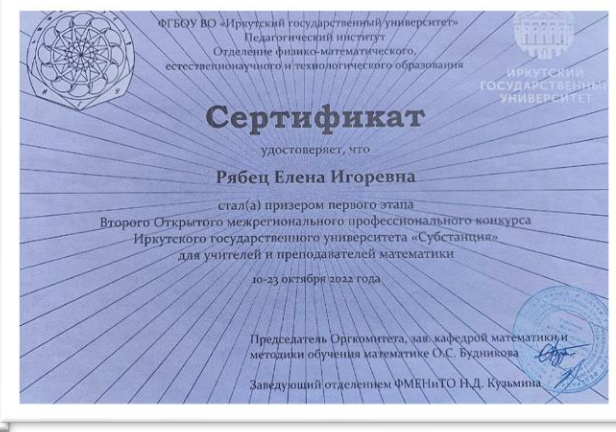 ФГБОУ ВО «Иркутский государственный университет»
Педагогический институт
Отделение физико-математического,
естественнонаучного и технологического образования
ИРКУТСКИЙ
ГОСУДАРСТВЕННЫЙ
УНИВЕРСИТЕТ
Сертификат
удостоверяет, что
Рябец Елена Игоревна
стал(а) призером первого этапа
Второго Открытого межрегионального профессионального конкурса
Иркутского государственного университета «Субстанция»
для учителей и преподавателей математики
10-23 октября 2022 года
Председатель Оргкомитета, зав. кафедрой математики и
методики обучения математике О.С. Будникова
Заведующий отделением ФМЕНиТО Н.Д. Кузьмина